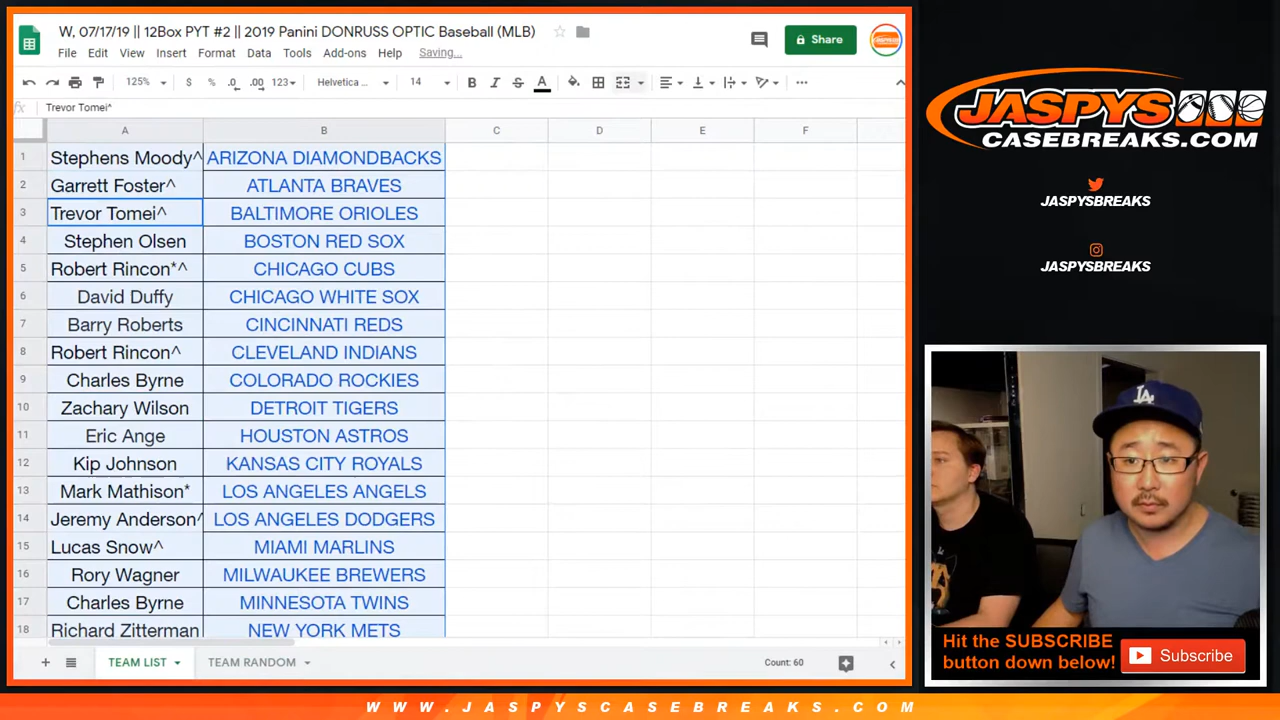 W, 07/17/19 || 12Box PYT #2 || 2019 Panini DONRUSS OPTIC Baseball (MLB)
File Edit View Insert Format Data Tools Add-ons Help Saving...
Share
125% $ % .0 .00 123 Helvetica ... 14 B I S A
fx Trevor Tomei^
A B C D E F
1 Stephens Moody^ ARIZONA DIAMONDBACKS
2 Garrett Foster^ ATLANTA BRAVES
3 Trevor Tomei^ BALTIMORE ORIOLES
4 Stephen Olsen BOSTON RED SOX
5 Robert Rincon*^ CHICAGO CUBS
6 David Duffy CHICAGO WHITE SOX
7 Barry Roberts CINCINNATI REDS
8 Robert Rincon^ CLEVELAND INDIANS
9 Charles Byrne COLORADO ROCKIES
10 Zachary Wilson DETROIT TIGERS
11 Eric Ange HOUSTON ASTROS
12 Kip Johnson KANSAS CITY ROYALS
13 Mark Mathison* LOS ANGELES ANGELS
14 Jeremy Anderson^ LOS ANGELES DODGERS
15 Lucas Snow^ MIAMI MARLINS
16 Rory Wagner MILWAUKEE BREWERS
17 Charles Byrne MINNESOTA TWINS
18 Richard Zitterman NEW YORK METS
TEAM LIST TEAM RANDOM Count: 60
JASPYS
CASEBREAKS.COM
JASPYSBREAKS
JASPYSBREAKS
LA
Hit the SUBSCRIBE
button down below!
Subscribe
WWW.JASPYSCASEBREAKS.COM